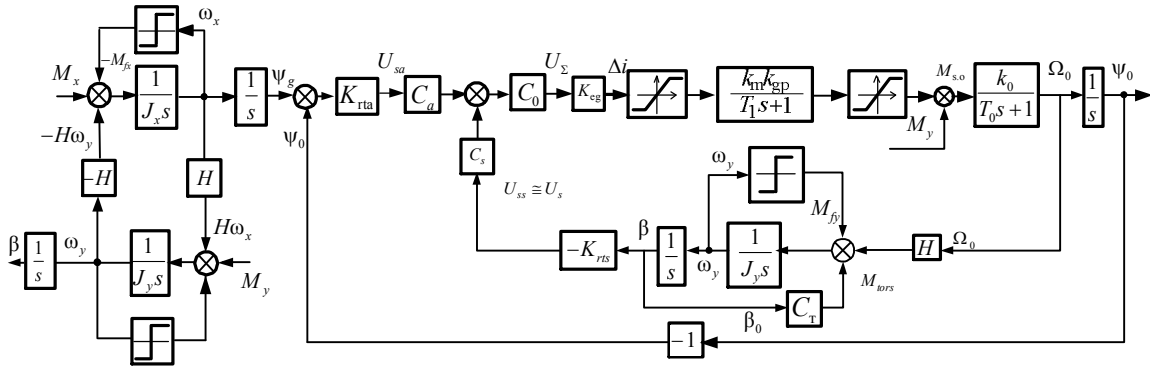 ω_x
-M_fx
M_x
1
J_x s
1
s
ψ_g
K_rta
U_sa
C_a
C_0
U_Σ
K_eg
Δi
k_m k_gp
T_1 s+1
M_s.o
M_y
k_0
T_0 s+1
Ω_0
1
s
ψ_0
-Hω_y
ψ_0
-H
H
C_s
U_ss ≅ U_s
ω_y
M_fy
β
1
s
ω_y
1
J_y s
Hω_x
M_y
-K_rts
β
1
s
ω_y
1
J_y s
H
Ω_0
M_tors
C_т
β_0
-1